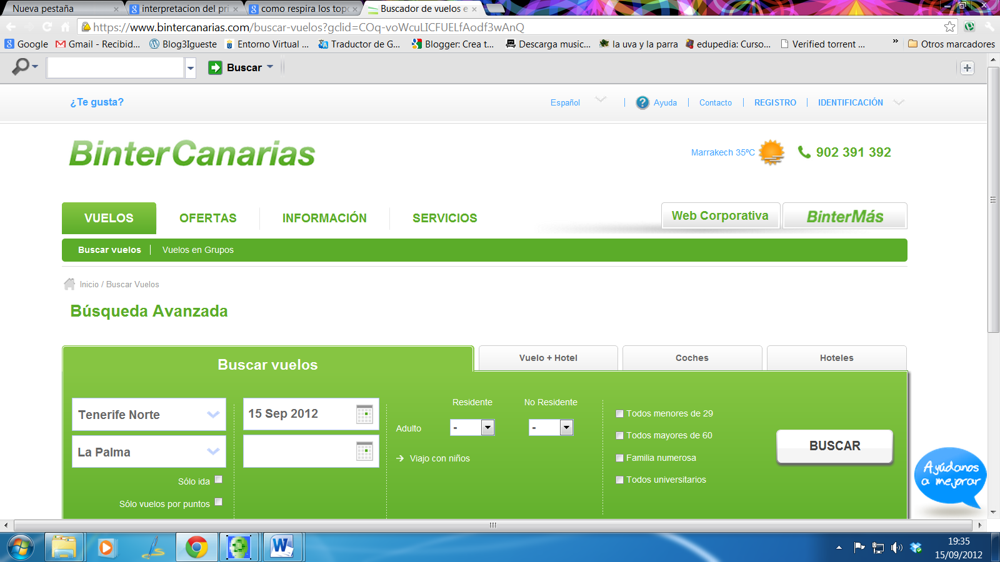 Nueva pestaña
interpretacion del pri
como respira los topo
Buscador de vuelos e
https://www.bintercanarias.com/buscar-vuelos?gclid=COq-voWcuLICFUELfAodf3wAnQ
Google
Gmail - Recibid...
Blog3Igueste
Entorno Virtual ...
Traductor de G...
Blogger: Crea t...
Descarga music...
la uva y la parra
edupedia: Curso...
Verified torrent ...
»
Otros marcadores
Buscar
¿Te gusta?
Español
Ayuda
Contacto
REGISTRO
IDENTIFICACIÓN
BinterCanarias
Marrakech 35ºC
902 391 392
VUELOS
OFERTAS
INFORMACIÓN
SERVICIOS
Web Corporativa
BinterMás
Buscar vuelos
Vuelos en Grupos
Inicio / Buscar Vuelos
Búsqueda Avanzada
Buscar vuelos
Vuelo + Hotel
Coches
Hoteles
Tenerife Norte
15 Sep 2012
La Palma
Sólo ida
Sólo vuelos por puntos
Residente
No Residente
Adulto
-
-
Viajo con niños
Todos menores de 29
Todos mayores de 60
Familia numerosa
Todos universitarios
BUSCAR
Ayúdanos
a mejorar
19:35
15/09/2012